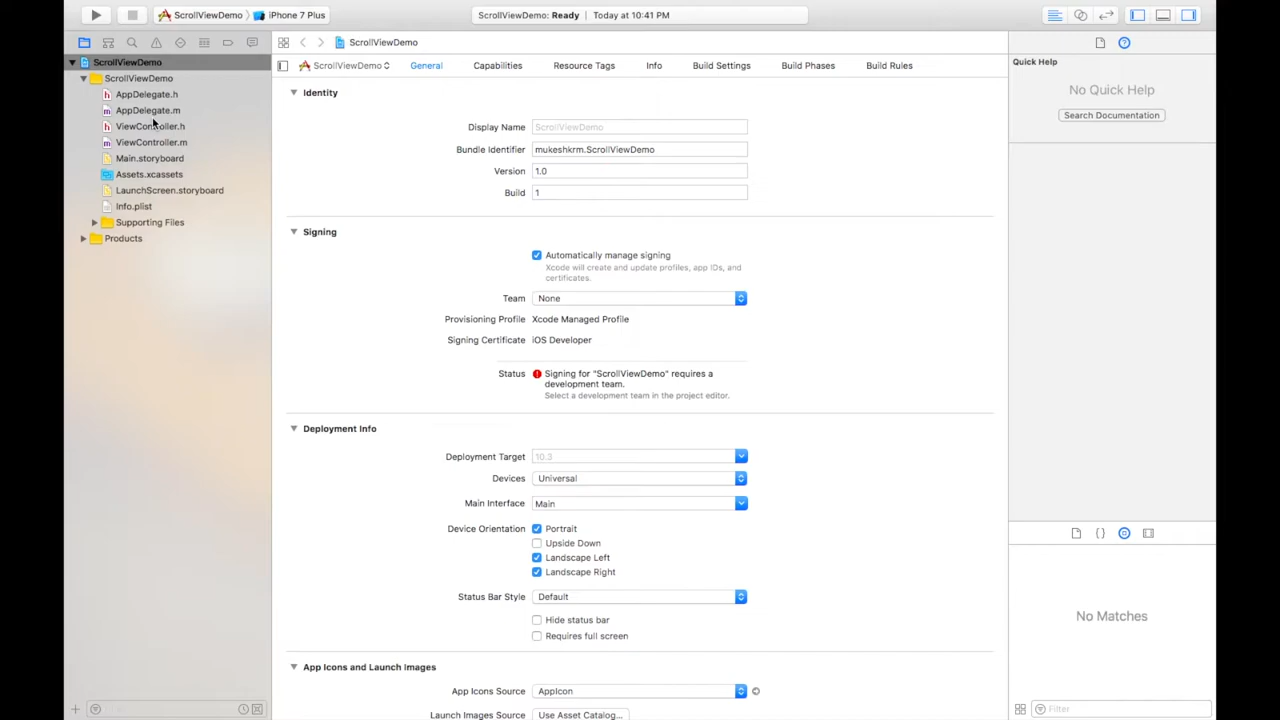 ScrollViewDemo iPhone 7 Plus
ScrollViewDemo: Ready Today at 10:41 PM
ScrollViewDemo
ScrollViewDemo
AppDelegate.h
AppDelegate.m
ViewController.h
ViewController.m
Main.storyboard
Assets.xcassets
LaunchScreen.storyboard
Info.plist
Supporting Files
Products
ScrollViewDemo
ScrollViewDemo General Capabilities Resource Tags Info Build Settings Build Phases Build Rules
Identity
Display Name ScrollViewDemo
Bundle Identifier mukeshkrm.ScrollViewDemo
Version 1.0
Build 1
Signing
Automatically manage signing
Xcode will create and update profiles, app IDs, and
certificates.
Team None
Provisioning Profile Xcode Managed Profile
Signing Certificate iOS Developer
Status Signing for "ScrollViewDemo" requires a
development team.
Select a development team in the project editor.
Deployment Info
Deployment Target 10.3
Devices Universal
Main Interface Main
Device Orientation Portrait
Upside Down
Landscape Left
Landscape Right
Status Bar Style Default
Hide status bar
Requires full screen
App Icons and Launch Images
App Icons Source AppIcon
Launch Images Source Use Asset Catalog...
Quick Help
No Quick Help
Search Documentation
No Matches
Filter